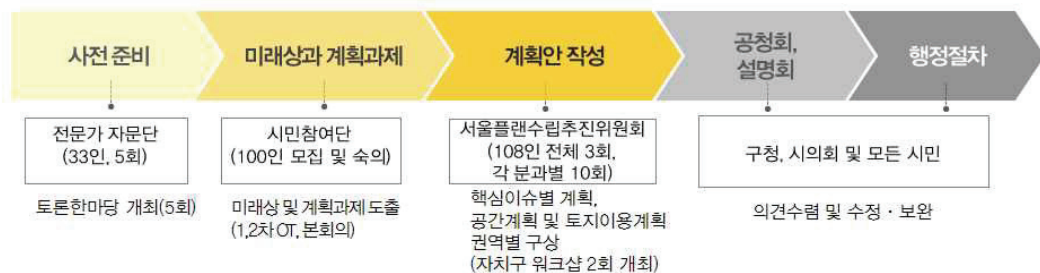 사전 준비
미래상과 계획과제
계획안 작성
공청회,
설명회
행정절차
전문가 자문단
(33인, 5회)
토론한마당 개최(5회)
시민참여단
(100인 모집 및 숙의)
미래상 및 계획과제 도출
(1,2차 OT, 본회의)
서울플랜수립추진위원회
(108인 전체 3회,
각 분과별 10회)
핵심이슈별 계획,
공간계획 및 토지이용계획
권역별 구상
(자치구 워크샵 2회 개최)
구청, 시의회 및 모든 시민
의견수렴 및 수정・보완